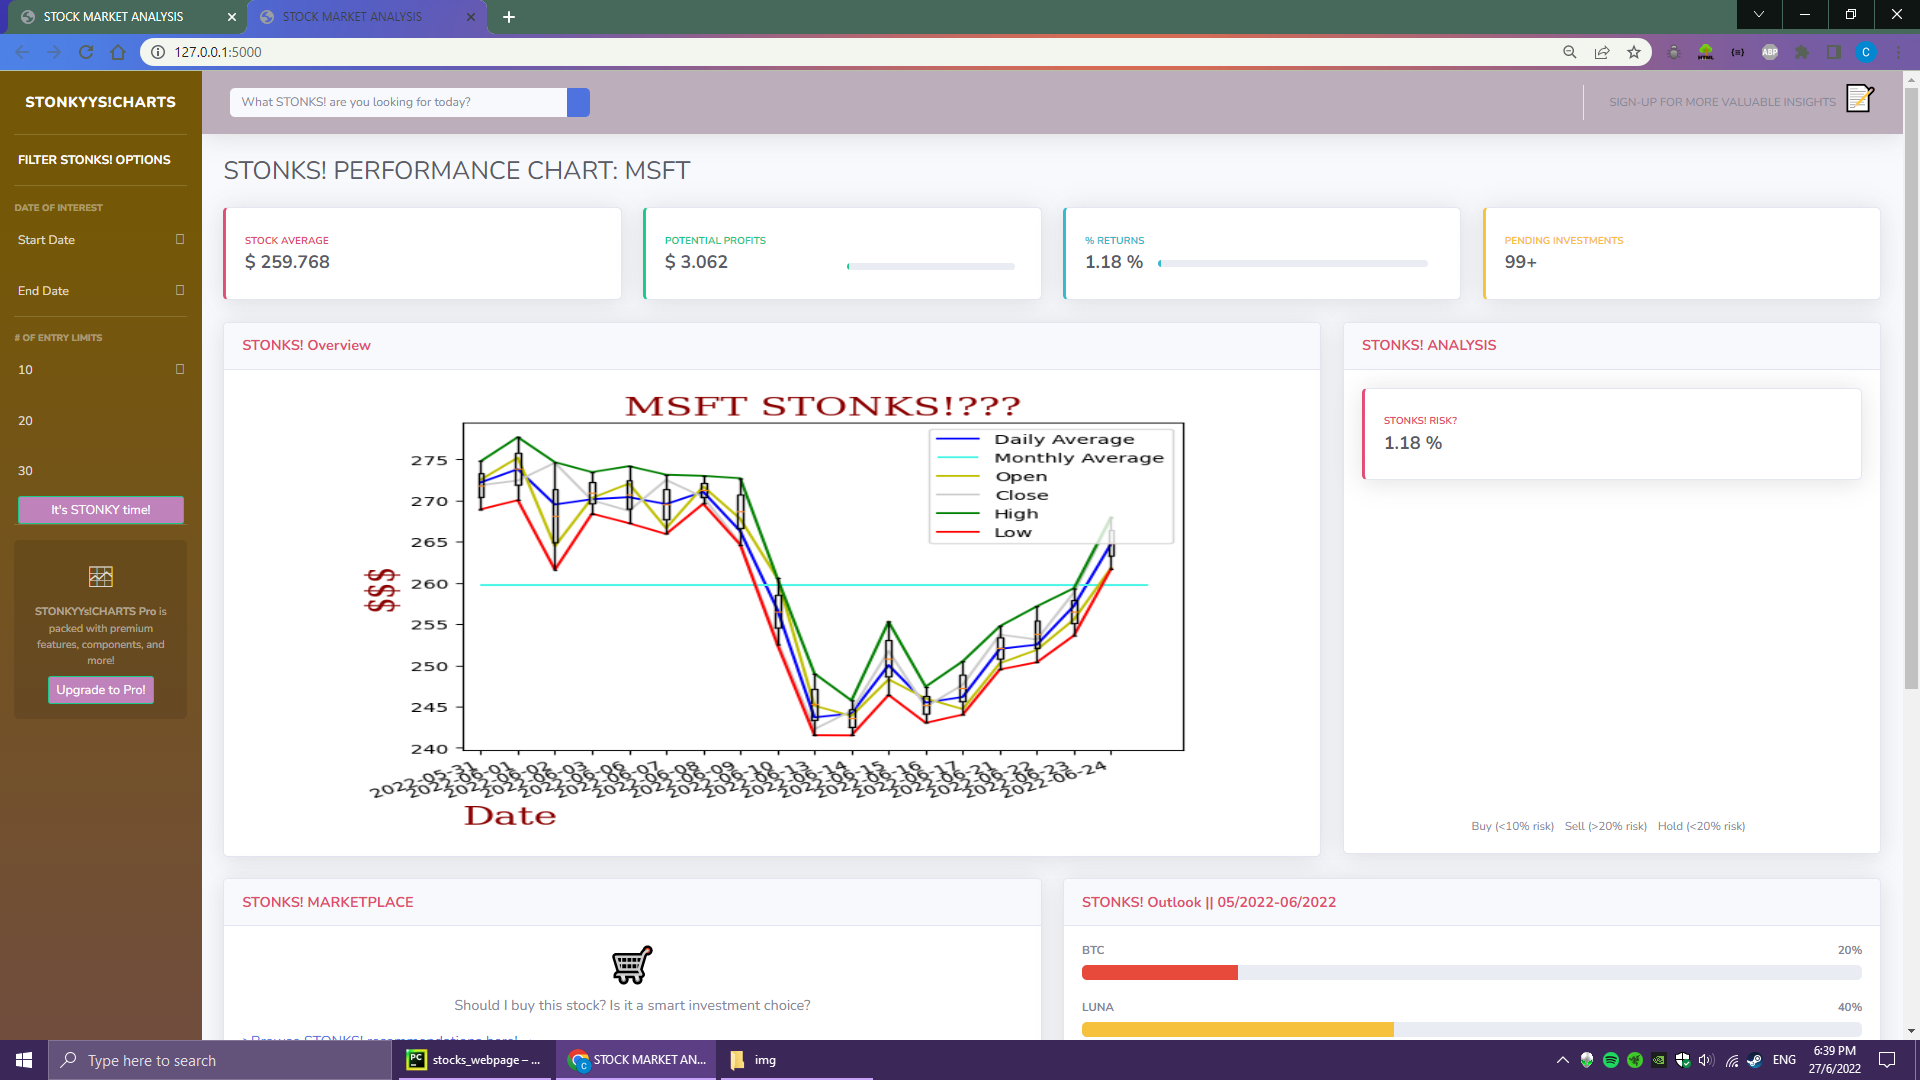 STOCK MARKET ANALYSIS
STOCK MARKET ANALYSIS
127.0.0.1:5000
ABP
C
STONKYYS!CHARTS
What STONKS! are you looking for today?
SIGN-UP FOR MORE VALUABLE INSIGHTS
FILTER STONKS! OPTIONS
DATE OF INTEREST
Start Date
End Date
# OF ENTRY LIMITS
10
20
30
It's STONKY time!
STONKYYs!CHARTS Pro is
packed with premium
features, components, and
more!
Upgrade to Pro!
STONKS! PERFORMANCE CHART: MSFT
STOCK AVERAGE
$ 259.768
POTENTIAL PROFITS
$ 3.062
% RETURNS
1.18 %
PENDING INVESTMENTS
99+
STONKS! Overview
MSFT STONKS!???
Daily Average
Monthly Average
Open
Close
High
Low
275
270
265
260
255
250
245
240
$$$
2022-05-31
2022-06-01
2022-06-02
2022-06-03
2022-06-06
2022-06-07
2022-06-08
2022-06-09
2022-06-10
2022-06-13
2022-06-14
2022-06-15
2022-06-16
2022-06-17
2022-06-21
2022-06-22
2022-06-23
2022-06-24
Date
STONKS! ANALYSIS
STONKS! RISK?
1.18 %
Buy (<10% risk) Sell (>20% risk) Hold (<20% risk)
STONKS! MARKETPLACE
Should I buy this stock? Is it a smart investment choice?
> Browse STONKS! recommendations here!
STONKS! Outlook || 05/2022-06/2022
BTC 20%
LUNA 40%
Type here to search
PC
stocks_webpage – ...
STOCK MARKET AN...
img
ENG
6:39 PM
27/6/2022